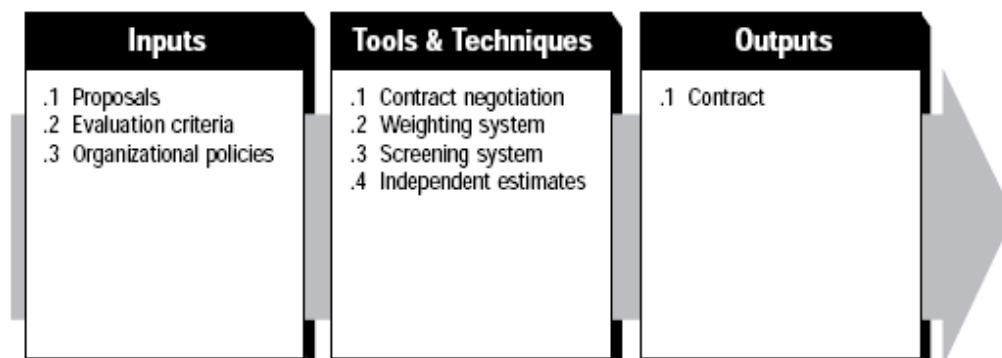 Inputs
.1 Proposals
.2 Evaluation criteria
.3 Organizational policies
Tools & Techniques
.1 Contract negotiation
.2 Weighting system
.3 Screening system
.4 Independent estimates
Outputs
.1 Contract